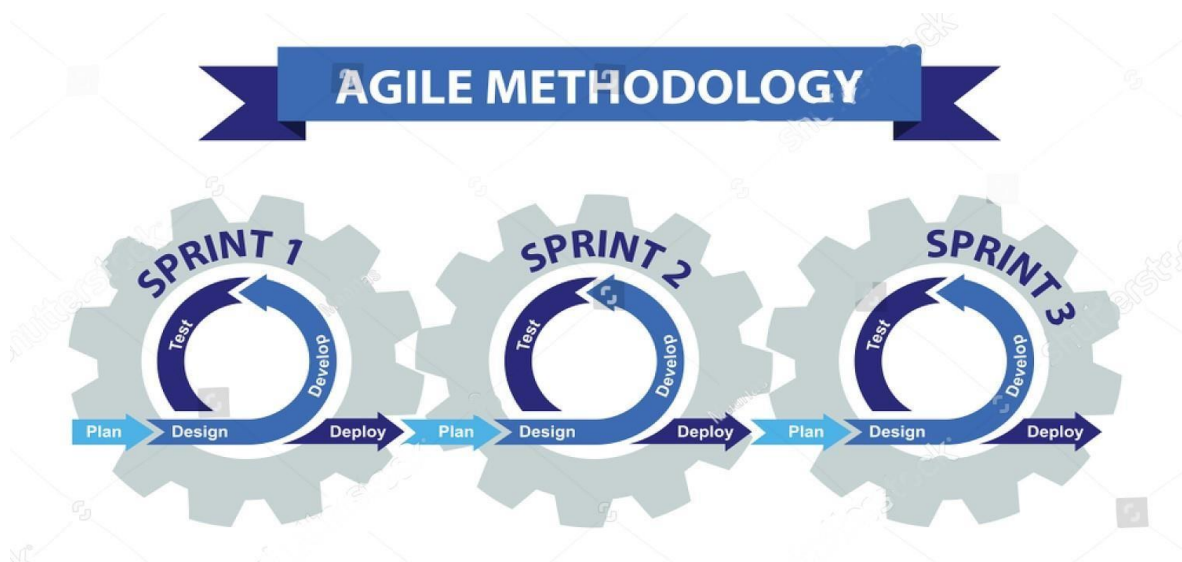 AGILE METHODOLOGY
SPRINT 1
Test
Develop
Plan
Design
Deploy
SPRINT 2
Test
Develop
Plan
Design
Deploy
SPRINT 3
Test
Develop
Plan
Design
Deploy
shutterstock